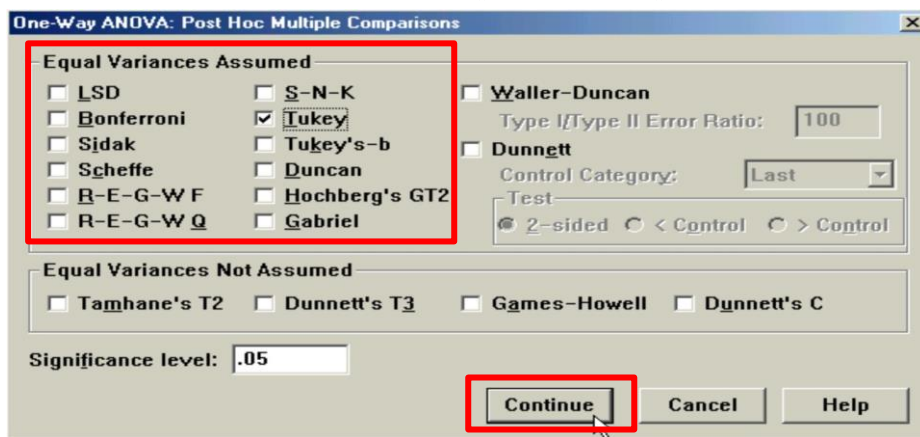 One-Way ANOVA: Post Hoc Multiple Comparisons
Equal Variances Assumed
LSD S-N-K Waller-Duncan
Bonferroni Tukey Type I/Type II Error Ratio: 100
Sidak Tukey's-b Dunnett
Scheffe Duncan Control Category: Last
R-E-G-W F Hochberg's GT2 Test
R-E-G-W Q Gabriel 2-sided < Control > Control
Equal Variances Not Assumed
Tamhane's T2 Dunnett's T3 Games-Howell Dunnett's C
Significance level: .05
Continue Cancel Help